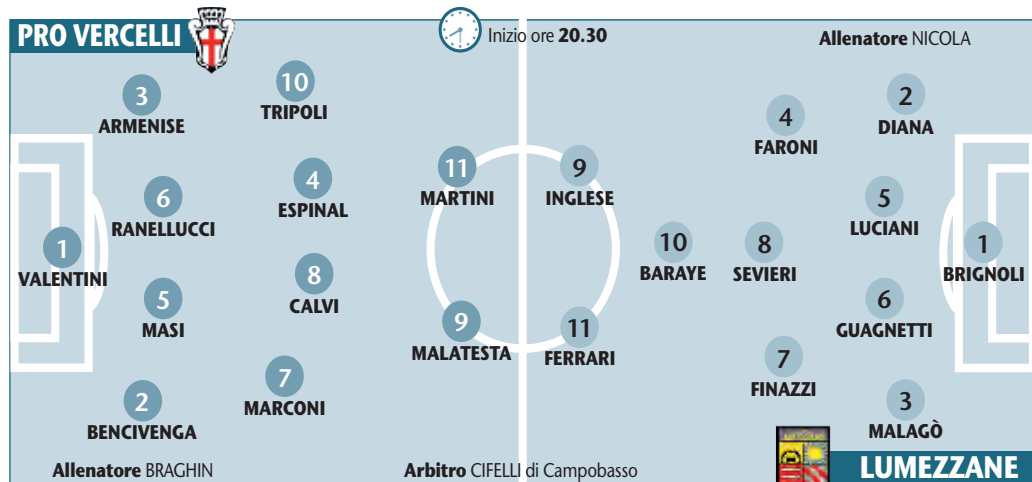 PRO VERCELLI
Inizio ore 20.30
Allenatore NICOLA
3
ARMENISE
10
TRIPOLI
6
RANELLUCCI
4
ESPINAL
1
VALENTINI
5
MASI
8
CALVI
2
BENCIVENGA
7
MARCONI
11
MARTINI
9
MALATESTA
9
INGLESE
11
FERRARI
10
BARAYE
8
SEVIERI
4
FARONI
7
FINAZZI
2
DIANA
5
LUCIANI
6
GUAGNETTI
3
MALAGÒ
1
BRIGNOLI
Allenatore BRAGHIN
Arbitro CIFELLI di Campobasso
LUMEZZANE